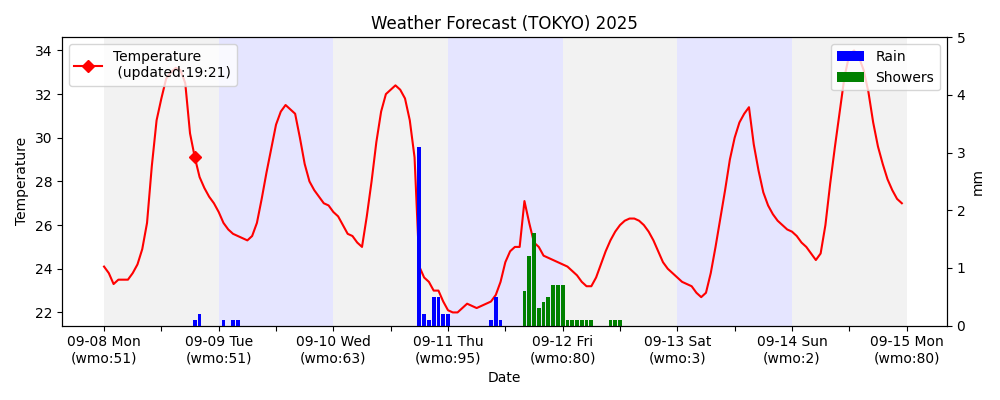 Weather Forecast (TOKYO) 2025
Temperature
(updated:19:21)
Rain
Showers
34
32
30
28
26
24
22
Temperature
5
4
3
2
1
0
mm
09-08 Mon 09-09 Tue 09-10 Wed 09-11 Thu 09-12 Fri 09-13 Sat 09-14 Sun 09-15 Mon
(wmo:51) (wmo:51) (wmo:63) (wmo:95) (wmo:80) (wmo:3) (wmo:2) (wmo:80)
Date